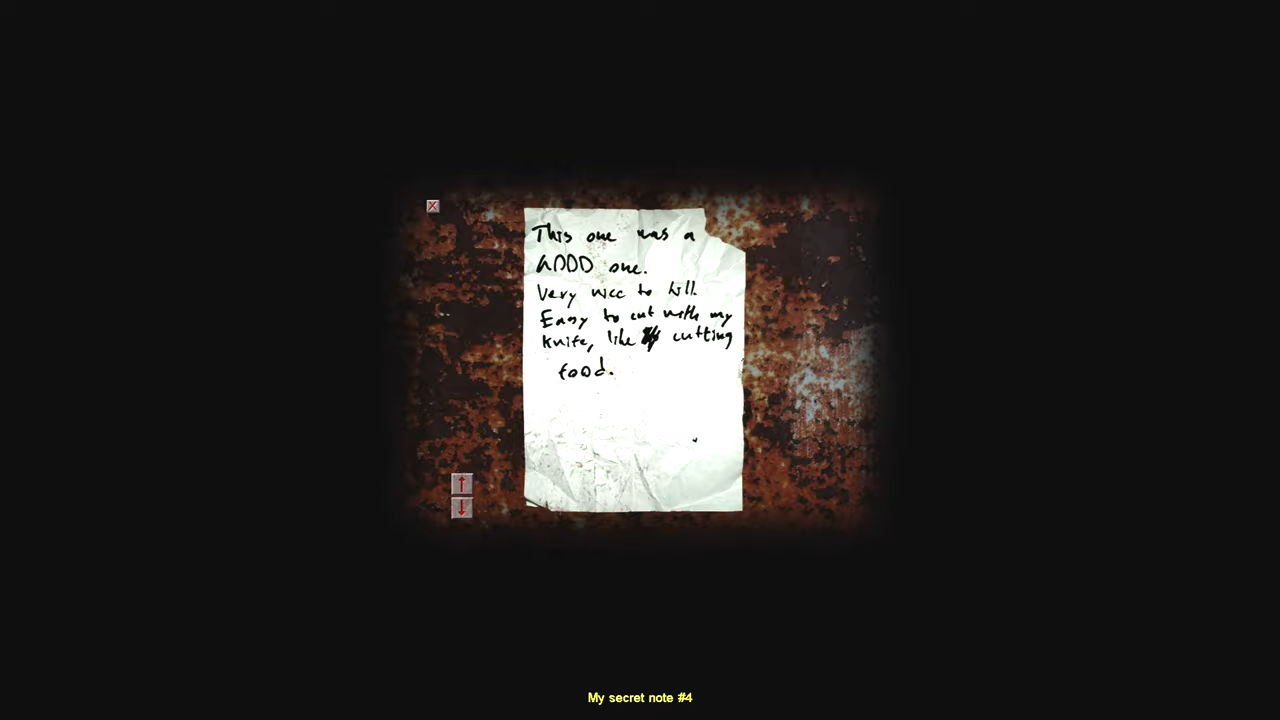 This one was a
GOOD one.
Very nice to kill.
Easy to cut with my
knife, like cutting
food.
My secret note #4